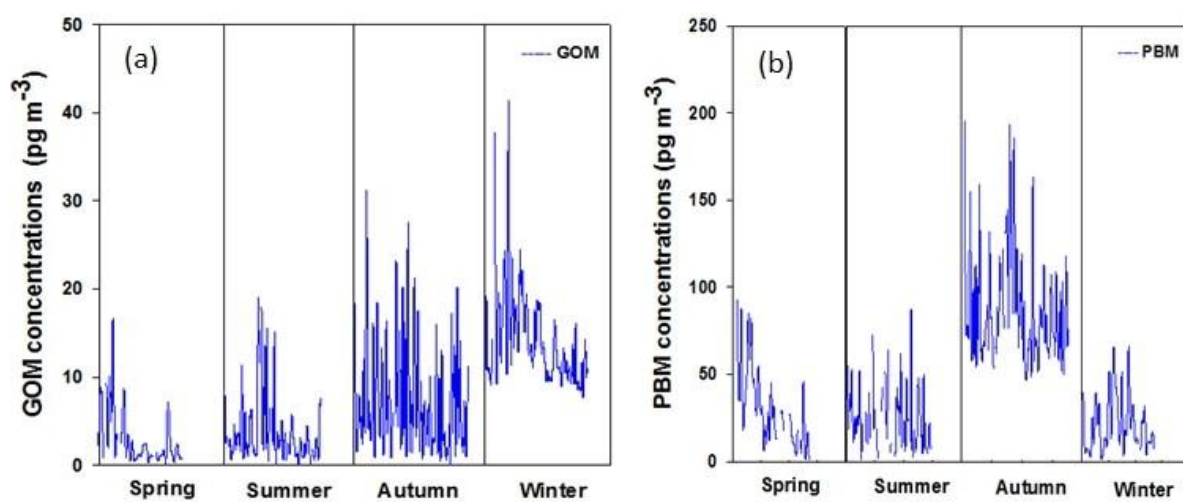 (a)
GOM
GOM concentrations (pg m-3)
50
40
30
20
10
0
Spring Summer Autumn Winter
(b)
PBM
PBM concentrations (pg m-3)
250
200
150
100
50
0
Spring Summer Autumn Winter